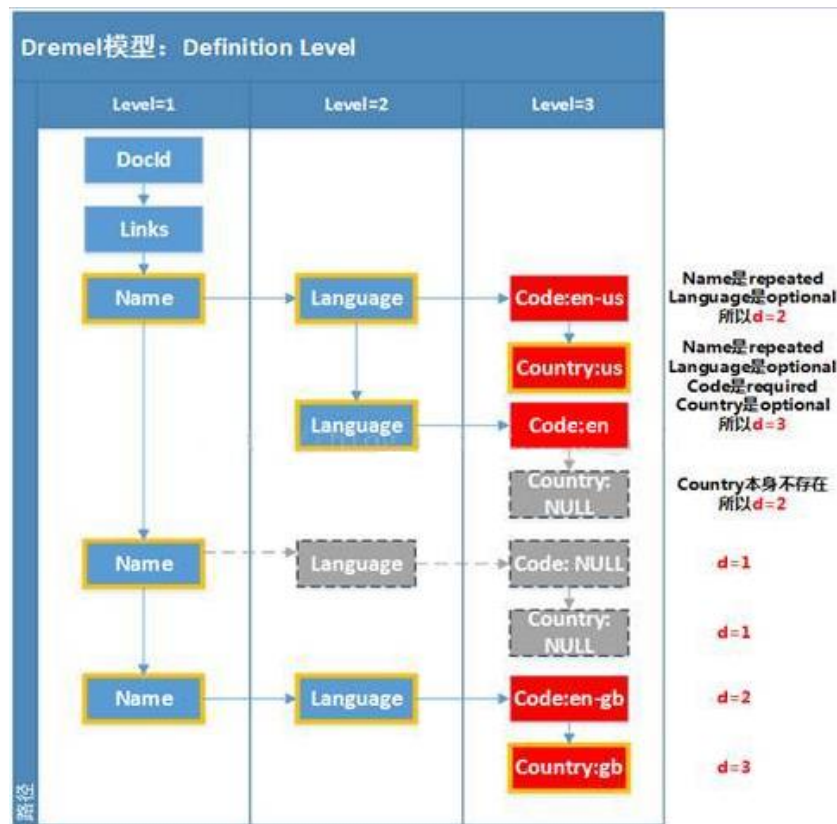 Dremel模型：Definition Level
Level=1
Level=2
Level=3
DocId
Links
Name
Language
Code:en-us
Name是repeated
Language是optional
所以d=2
Country:us
Name是repeated
Language是optional
Code是required
Country是optional
所以d=3
Language
Code:en
Country:
NULL
Country本身不存在
所以d=2
Name
Language
Code: NULL
d=1
Country:
NULL
d=1
Name
Language
Code:en-gb
d=2
Country:gb
d=3
路径